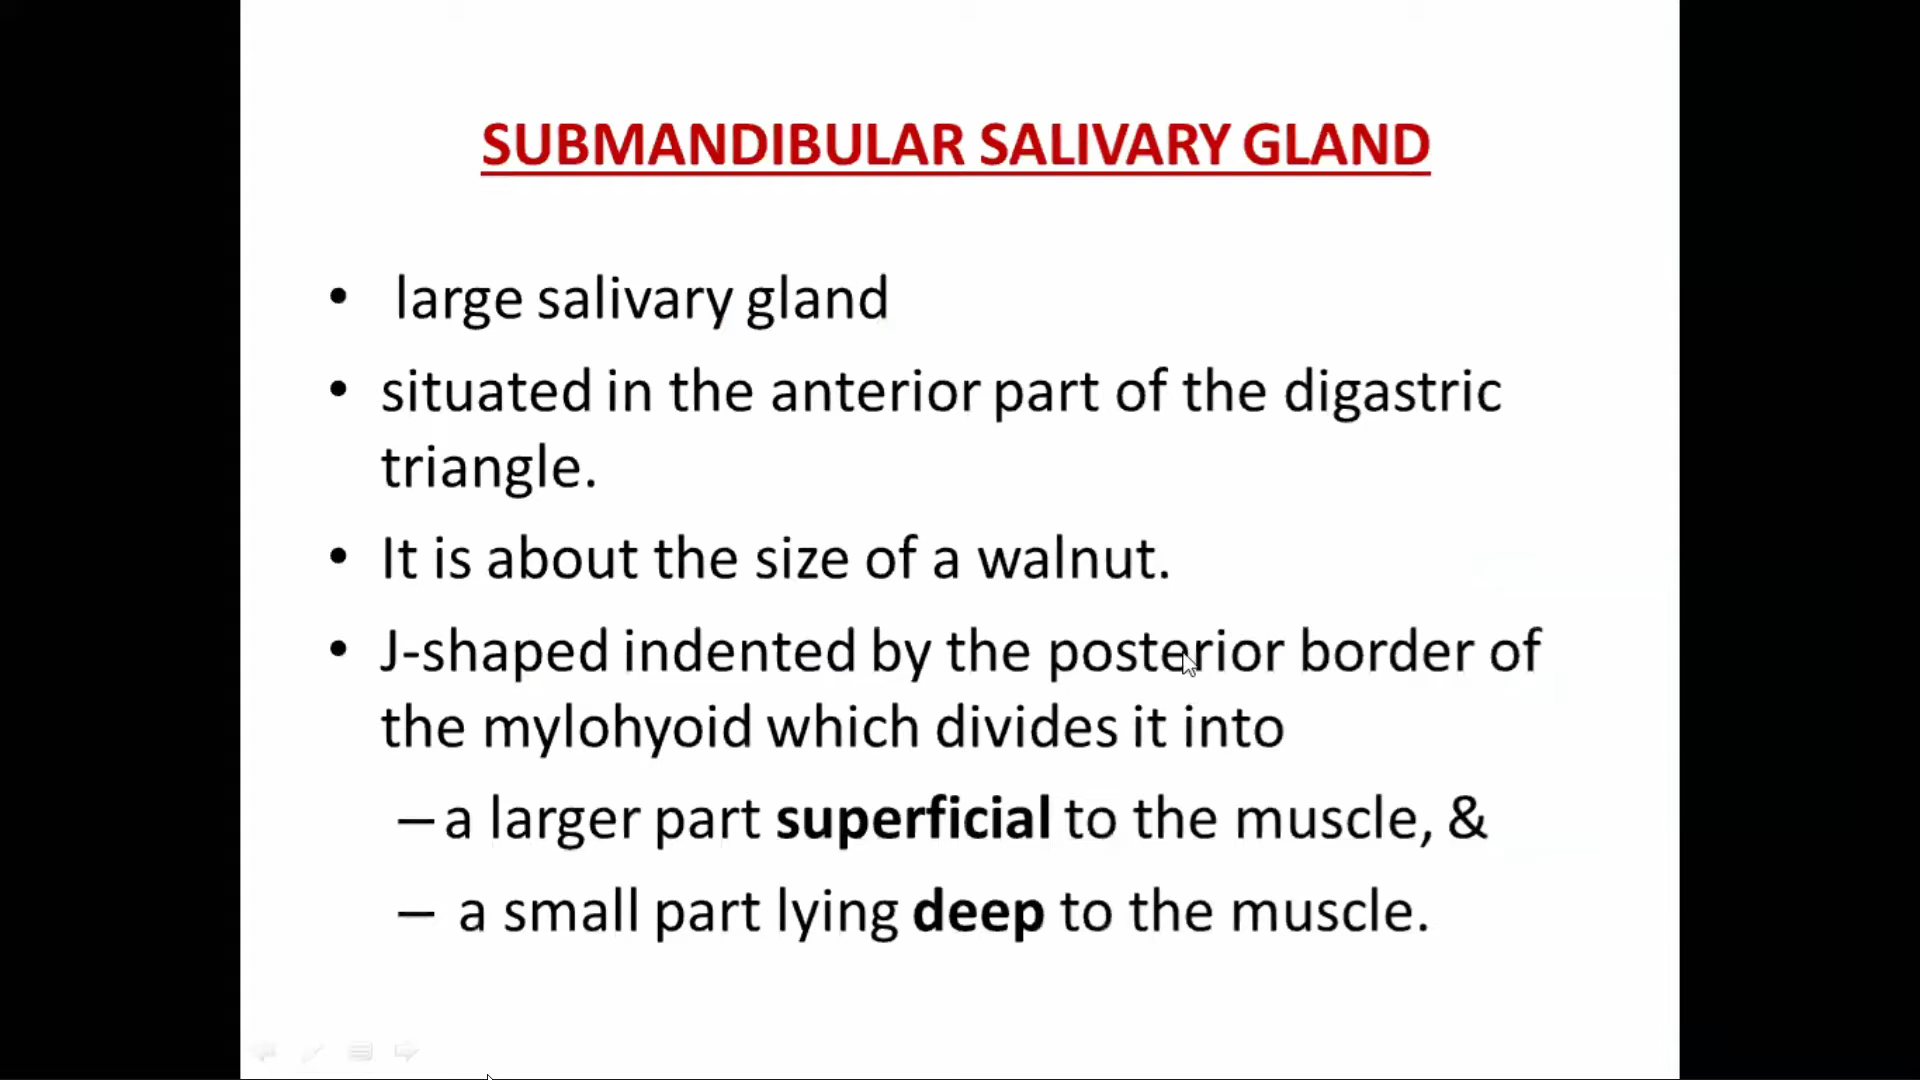 SUBMANDIBULAR SALIVARY GLAND
• large salivary gland
• situated in the anterior part of the digastric
triangle.
• It is about the size of a walnut.
• J-shaped indented by the posterior border of
the mylohyoid which divides it into
– a larger part superficial to the muscle, &
– a small part lying deep to the muscle.